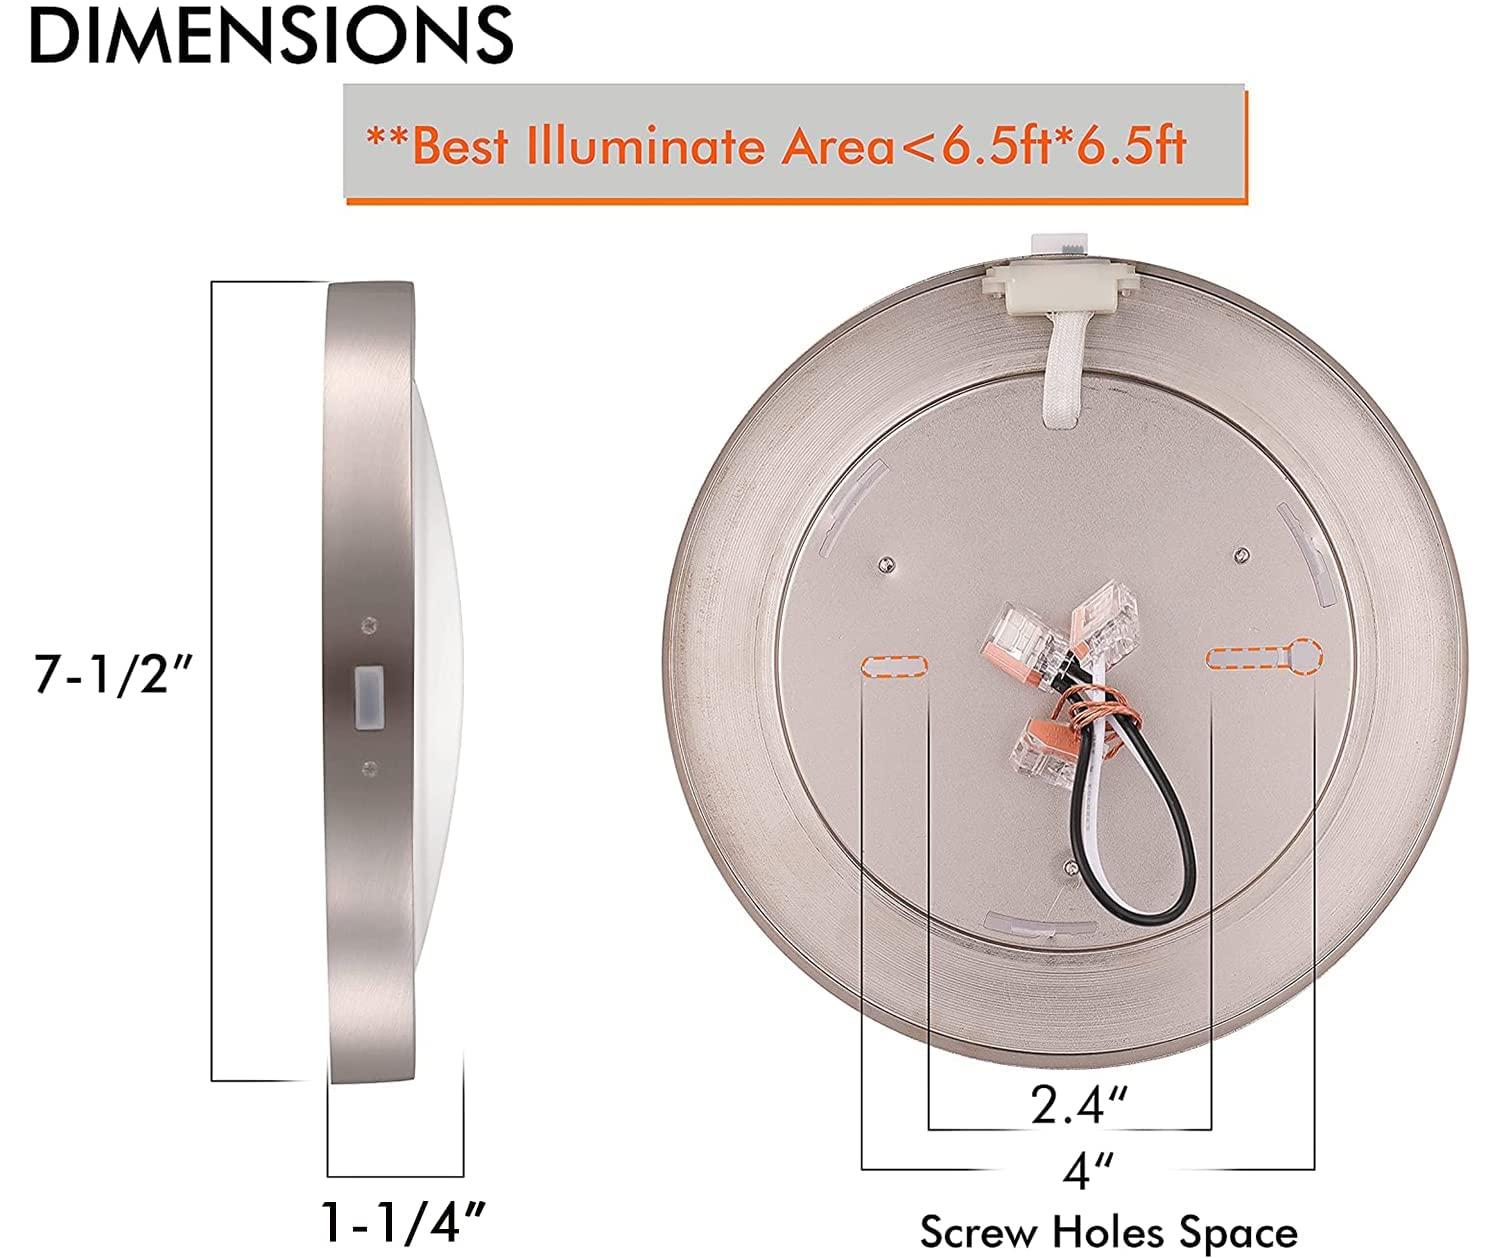 DIMENSIONS
**Best Illuminate Area<6.5ft*6.5ft
7-1/2"
1-1/4"
2.4"
4"
Screw Holes Space